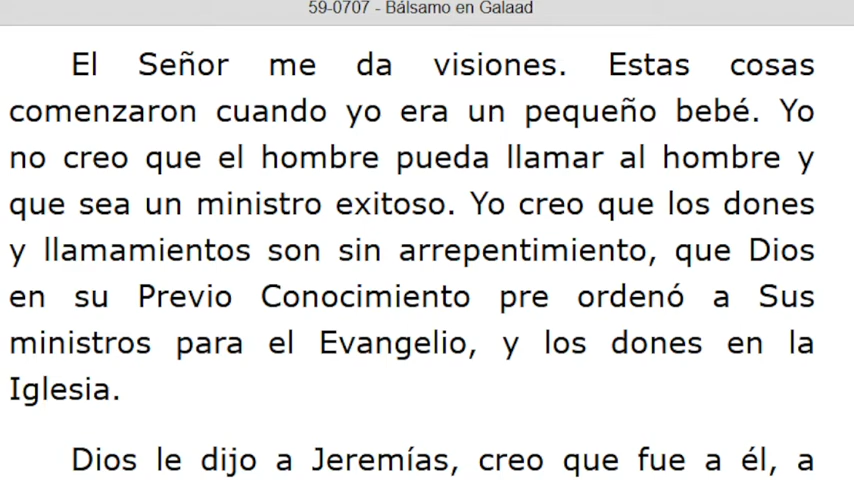 59-0707 - Bálsamo en Galaad
El Señor me da visiones. Estas cosas
comenzaron cuando yo era un pequeño bebé. Yo
no creo que el hombre pueda llamar al hombre y
que sea un ministro exitoso. Yo creo que los dones
y llamamientos son sin arrepentimiento, que Dios
en su Previo Conocimiento pre ordenó a Sus
ministros para el Evangelio, y los dones en la
Iglesia.
Dios le dijo a Jeremías, creo que fue a él, a